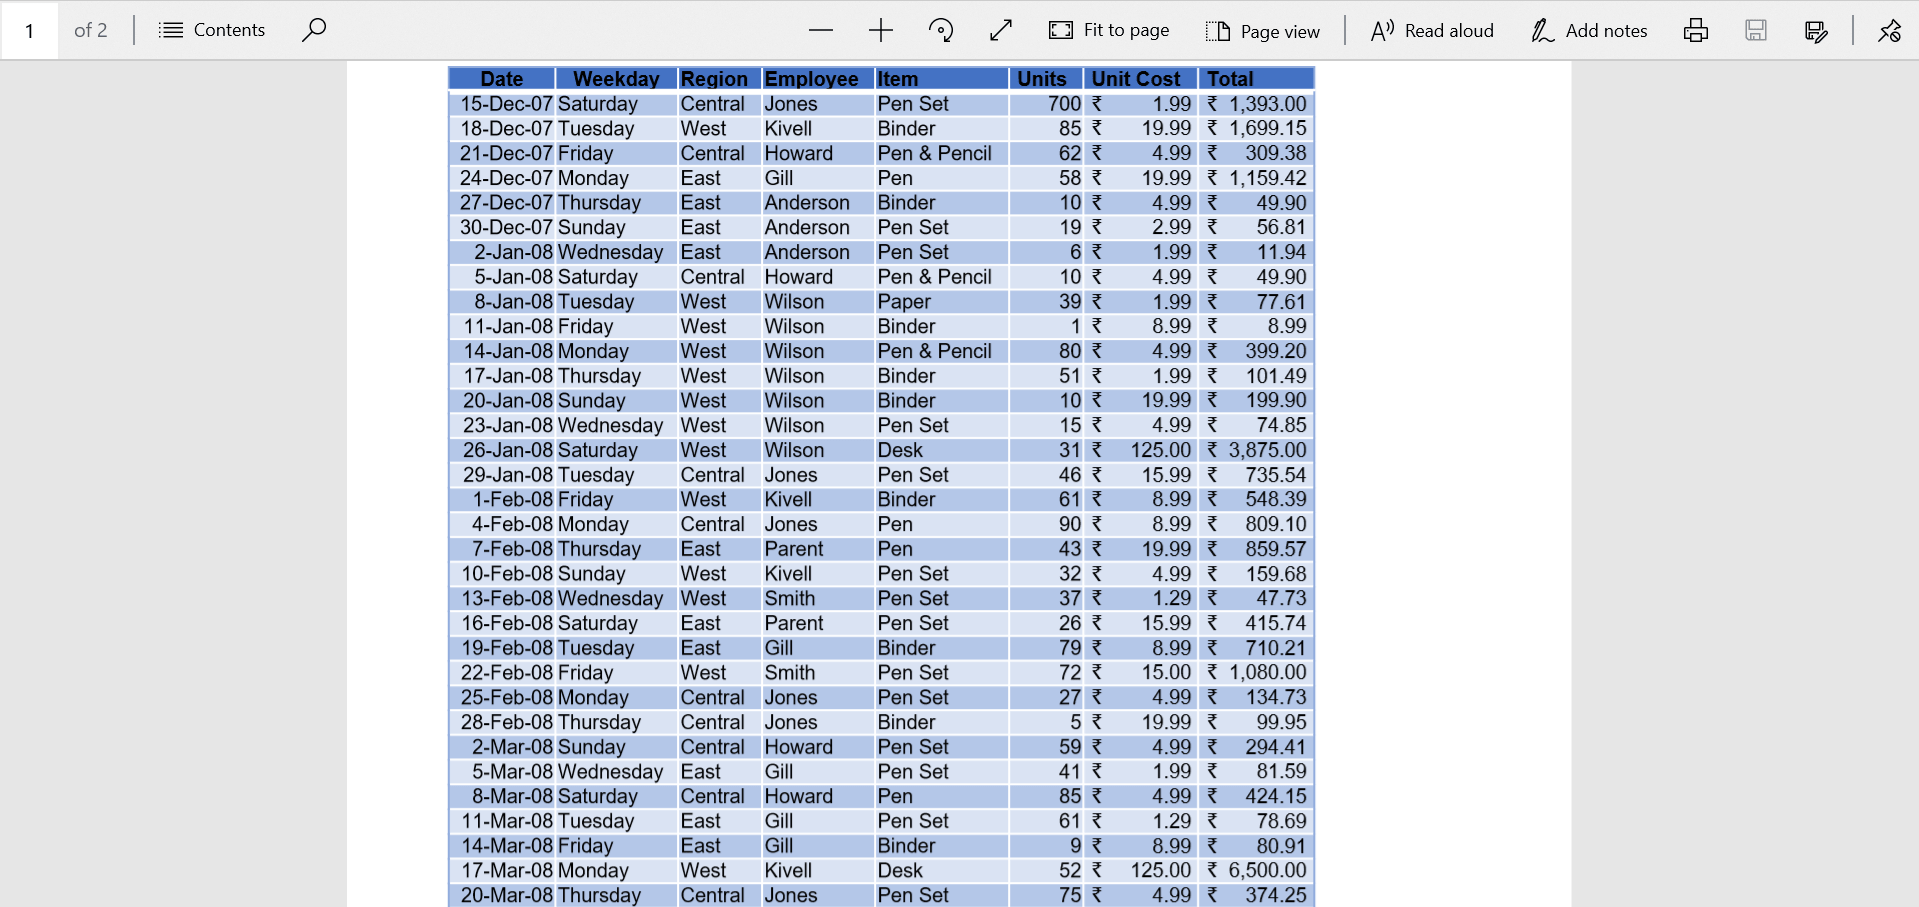 1 of 2 Contents Fit to page Page view Read aloud Add notes
Date Weekday Region Employee Item Units Unit Cost Total
15-Dec-07 Saturday Central Jones Pen Set 700 ₹ 1.99 ₹ 1,393.00
18-Dec-07 Tuesday West Kivell Binder 85 ₹ 19.99 ₹ 1,699.15
21-Dec-07 Friday Central Howard Pen & Pencil 62 ₹ 4.99 ₹ 309.38
24-Dec-07 Monday East Gill Pen 58 ₹ 19.99 ₹ 1,159.42
27-Dec-07 Thursday East Anderson Binder 10 ₹ 4.99 ₹ 49.90
30-Dec-07 Sunday East Anderson Pen Set 19 ₹ 2.99 ₹ 56.81
2-Jan-08 Wednesday East Anderson Pen Set 6 ₹ 1.99 ₹ 11.94
5-Jan-08 Saturday Central Howard Pen & Pencil 10 ₹ 4.99 ₹ 49.90
8-Jan-08 Tuesday West Wilson Paper 39 ₹ 1.99 ₹ 77.61
11-Jan-08 Friday West Wilson Binder 1 ₹ 8.99 ₹ 8.99
14-Jan-08 Monday West Wilson Pen & Pencil 80 ₹ 4.99 ₹ 399.20
17-Jan-08 Thursday West Wilson Binder 51 ₹ 1.99 ₹ 101.49
20-Jan-08 Sunday West Wilson Binder 10 ₹ 19.99 ₹ 199.90
23-Jan-08 Wednesday West Wilson Pen Set 15 ₹ 4.99 ₹ 74.85
26-Jan-08 Saturday West Wilson Desk 31 ₹ 125.00 ₹ 3,875.00
29-Jan-08 Tuesday Central Jones Pen Set 46 ₹ 15.99 ₹ 735.54
1-Feb-08 Friday West Kivell Binder 61 ₹ 8.99 ₹ 548.39
4-Feb-08 Monday Central Jones Pen 90 ₹ 8.99 ₹ 809.10
7-Feb-08 Thursday East Parent Pen 43 ₹ 19.99 ₹ 859.57
10-Feb-08 Sunday West Kivell Pen Set 32 ₹ 4.99 ₹ 159.68
13-Feb-08 Wednesday West Smith Pen Set 37 ₹ 1.29 ₹ 47.73
16-Feb-08 Saturday East Parent Pen Set 26 ₹ 15.99 ₹ 415.74
19-Feb-08 Tuesday East Gill Binder 79 ₹ 8.99 ₹ 710.21
22-Feb-08 Friday West Smith Pen Set 72 ₹ 15.00 ₹ 1,080.00
25-Feb-08 Monday Central Jones Pen Set 27 ₹ 4.99 ₹ 134.73
28-Feb-08 Thursday Central Jones Binder 5 ₹ 19.99 ₹ 99.95
2-Mar-08 Sunday Central Howard Pen Set 59 ₹ 4.99 ₹ 294.41
5-Mar-08 Wednesday East Gill Pen Set 41 ₹ 1.99 ₹ 81.59
8-Mar-08 Saturday Central Howard Pen 85 ₹ 4.99 ₹ 424.15
11-Mar-08 Tuesday East Gill Pen Set 61 ₹ 1.29 ₹ 78.69
14-Mar-08 Friday East Gill Binder 9 ₹ 8.99 ₹ 80.91
17-Mar-08 Monday West Kivell Desk 52 ₹ 125.00 ₹ 6,500.00
20-Mar-08 Thursday Central Jones Pen Set 75 ₹ 4.99 ₹ 374.25